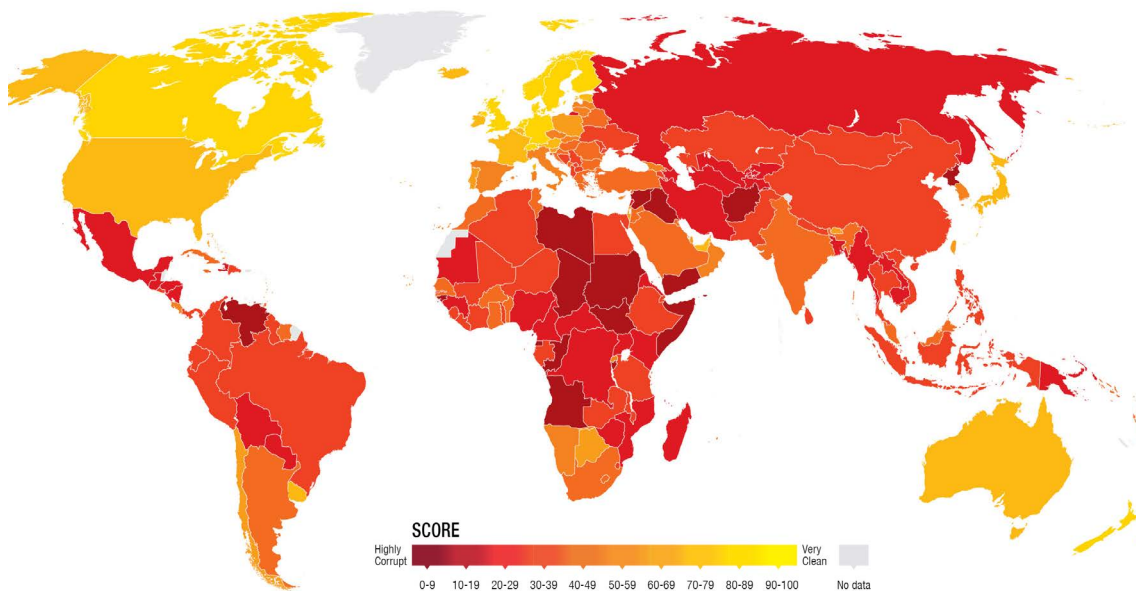 SCORE
Highly
Corrupt
Very
Clean
0-9 10-19 20-29 30-39 40-49 50-59 60-69 70-79 80-89 90-100 No data